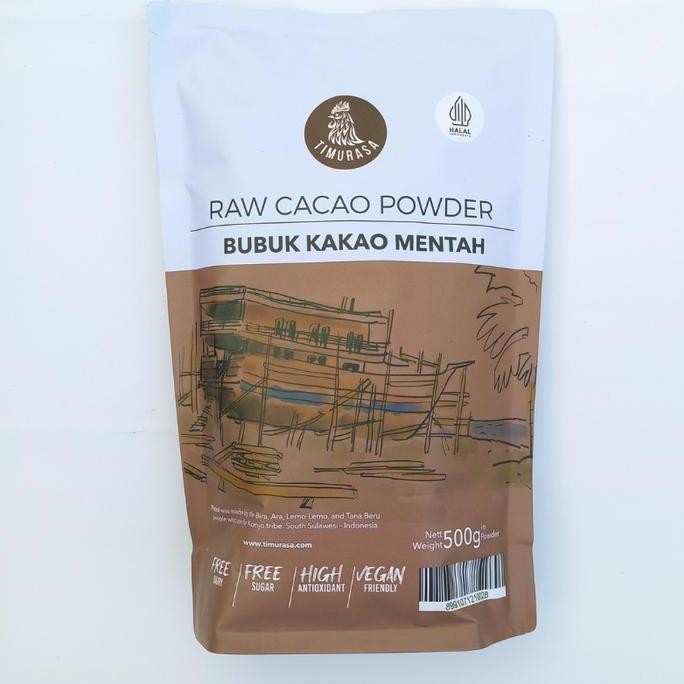 TIMURASA
HALAL
INDONESIA
RAW CACAO POWDER
BUBUK KAKAO MENTAH
was made by the Bira, Ara, Lemo-Lemo, and Tana Beru
people who are Konjo tribe, South Sulawesi - Indonesia
www.timurasa.com
Nett
Weight
500g
in
Powder
FREE
DAIRY
FREE
SUGAR
HIGH
ANTIOXIDANT
VEGAN
FRIENDLY